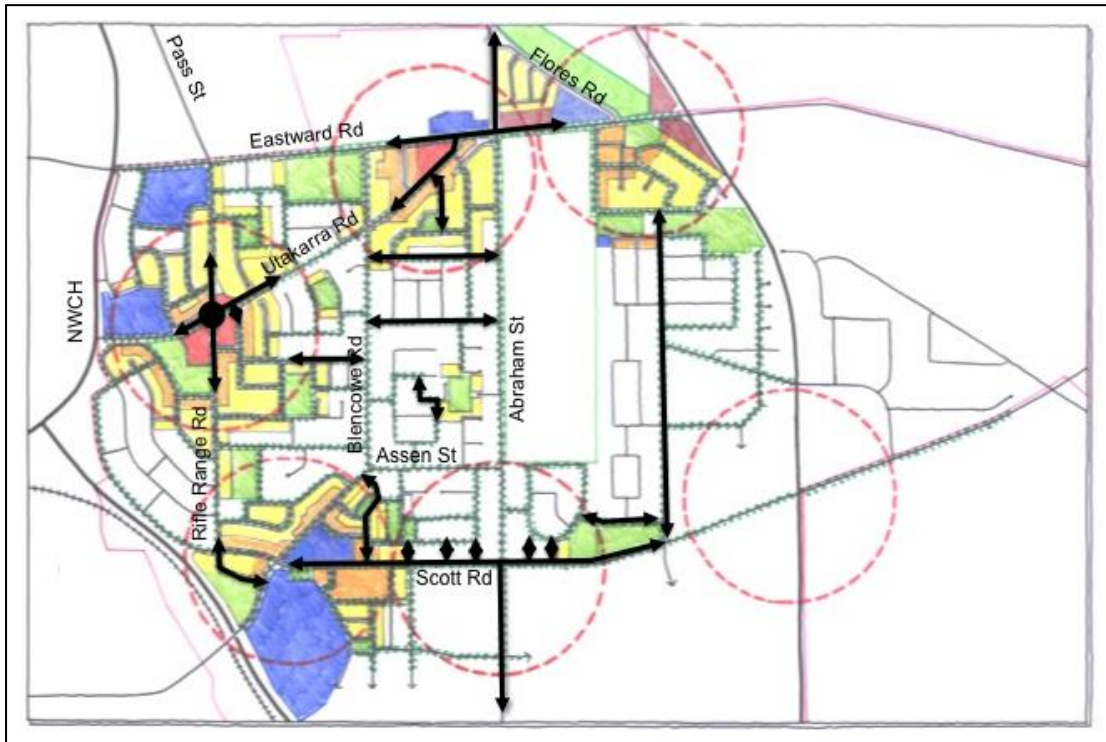 Pass St
Flores Rd
Eastward Rd
Utakarra Rd
NWCH
Blencowe Rd
Abraham St
Rifle Range Rd
Assen St
Scott Rd